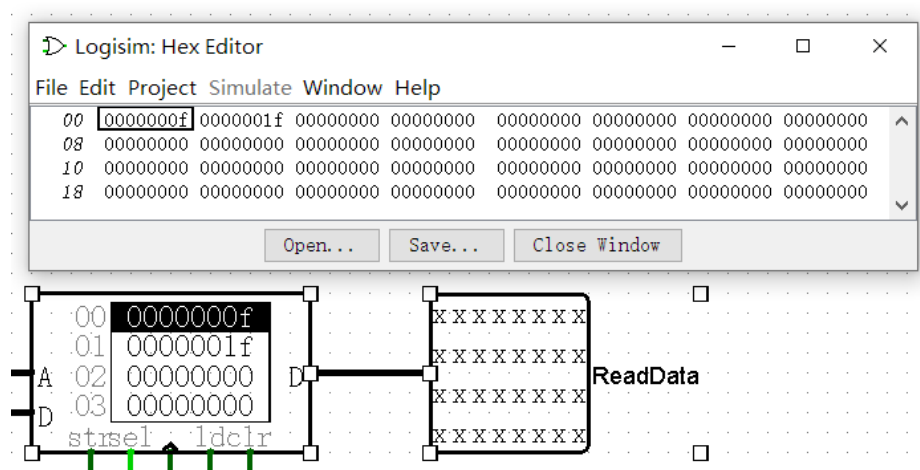 Logisim: Hex Editor
File Edit Project Simulate Window Help
00 0000000f 0000001f 00000000 00000000 00000000 00000000 00000000 00000000
08 00000000 00000000 00000000 00000000 00000000 00000000 00000000 00000000
10 00000000 00000000 00000000 00000000 00000000 00000000 00000000 00000000
18 00000000 00000000 00000000 00000000 00000000 00000000 00000000 00000000
Open... Save... Close Window
00 0000000f xxxxxxxx
01 0000001f xxxxxxxx
A 02 00000000 D ReadData
D 03 00000000 xxxxxxxx
str sel ld clr xxxxxxxx